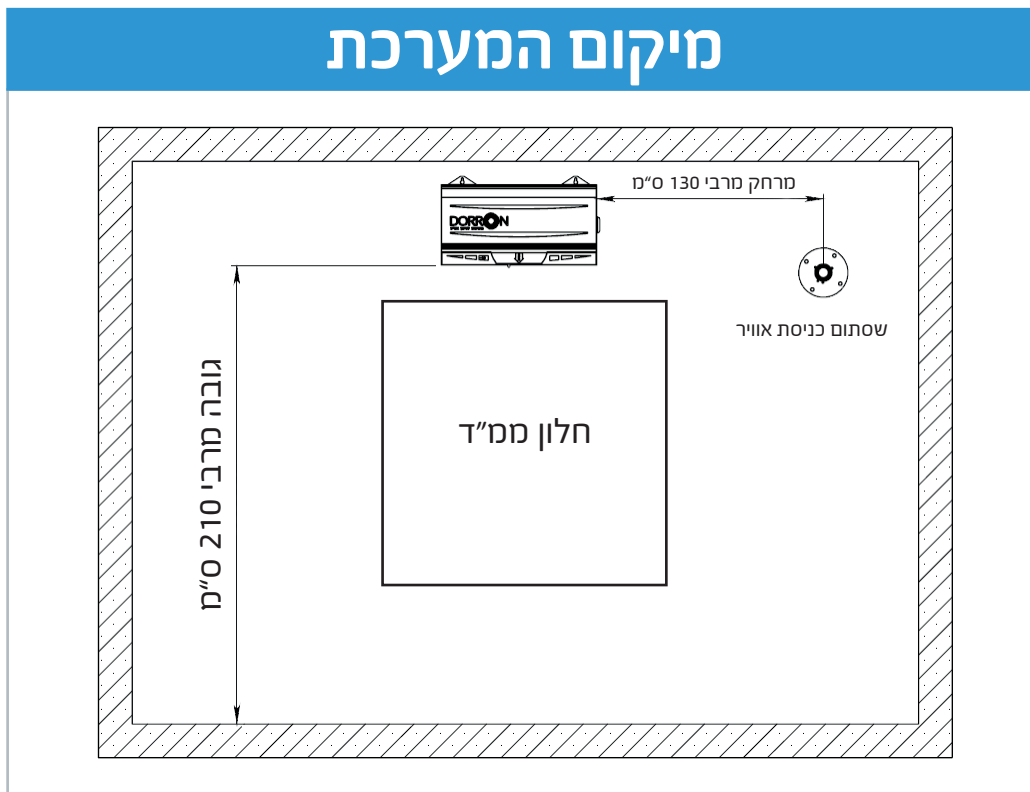 מיקום המערכת
מרחק מרבי 130 ס"מ
DORRON
שסתום כניסת אוויר
גובה מרבי 210 ס"מ
חלון ממ"ד